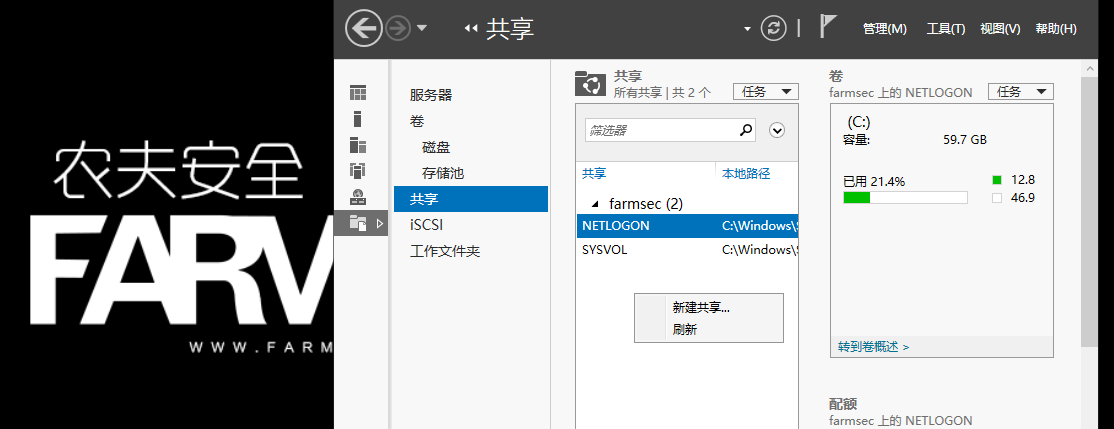 共享
管理(M) 工具(T) 视图(V) 帮助(H)
农夫安全
FARM
WWW.FARM
服务器
卷
磁盘
存储池
共享
iSCSI
工作文件夹
共享
所有共享 | 共 2 个
任务
筛选器
共享 本地路径
farmsec (2)
NETLOGON C:\Windows\S
SYSVOL C:\Windows\S
新建共享...
刷新
卷
farmsec 上的 NETLOGON
任务
(C:)
容量: 59.7 GB
已用 21.4% 12.8
46.9
转到卷概述 >
配额
farmsec 上的 NETLOGON